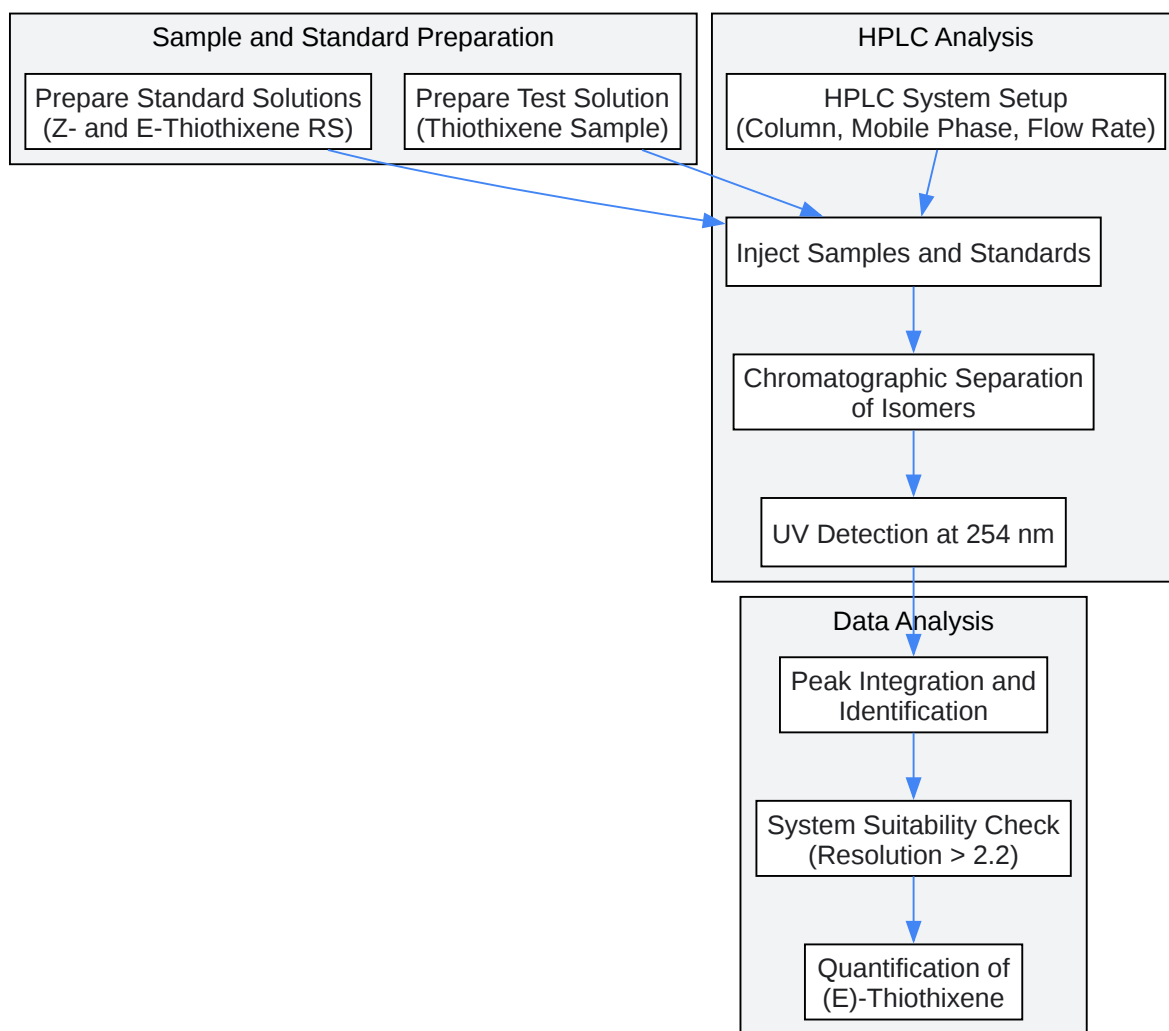 Sample and Standard Preparation
Prepare Standard Solutions
(Z- and E-Thiothixene RS)
Prepare Test Solution
(Thiothixene Sample)
HPLC Analysis
HPLC System Setup
(Column, Mobile Phase, Flow Rate)
Inject Samples and Standards
Chromatographic Separation
of Isomers
UV Detection at 254 nm
Data Analysis
Peak Integration and
Identification
System Suitability Check
(Resolution > 2.2)
Quantification of
(E)-Thiothixene